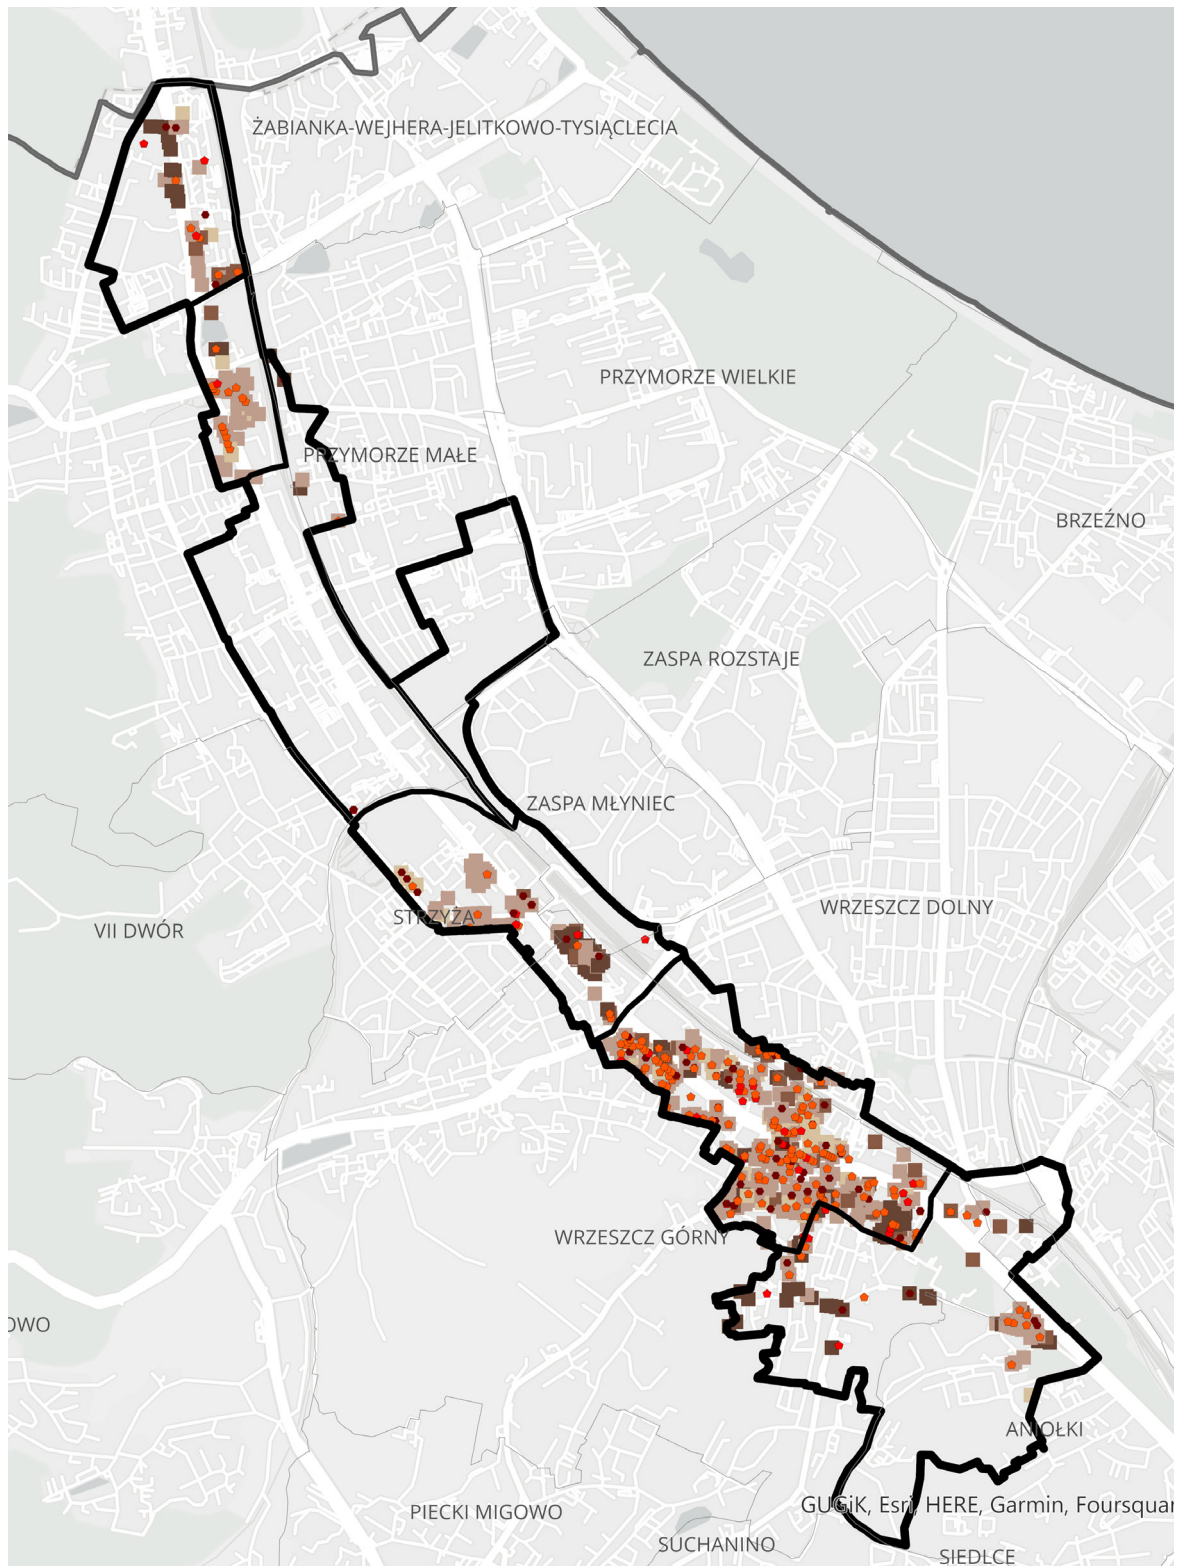 ŻABIANKA-WEJHERA-JELITKOWO-TYSIĄCLECIA
PRZYMORZE WIELKIE
PRZYMORZE MAŁE
BRZEŹNO
ZASPA ROZSTAJE
ZASPA MŁYNIEC
WRZESZCZ DOLNY
STRZYŻA
VII DWÓR
WRZESZCZ GÓRNY
OWO
ANIOŁKI
GUGiK, Esri, HERE, Garmin, Foursquar
PIECKI MIGOWO
SUCHANINO
SIEDLCE